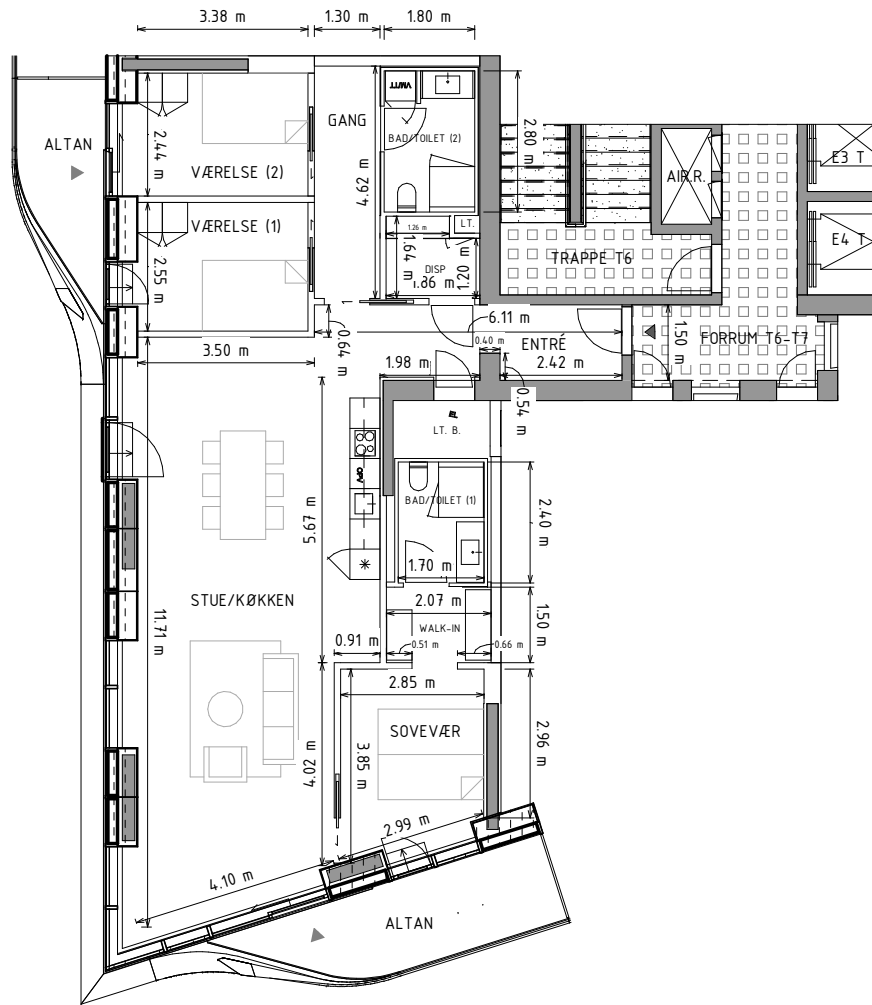 3.38 m
1.30 m
1.80 m
ALTAN
2.44 m
VÆRELSE (2)
GANG
4.62 m
VM/TT
BAD/TOILET (2)
2.80 m
AIR.R.
E3 T
VÆRELSE (1)
2.55 m
1.26 m
LT.
1.64 m
DISP
1.86 m
1.20 m
TRAPPE T6
E4 T
1
6.11 m
0.64 m
3.50 m
1.98 m
0.40 m
ENTRÉ
2.42 m
0.54 m
1.50 m
FORRUM T6-T7
EL
LT. B.
OPV
BAD/TOILET (1)
5.67 m
2.40 m
1.70 m
STUE/KØKKEN
11.71 m
2.07 m
WALK-IN
1.50 m
0.91 m
0.51 m
0.66 m
2.85 m
SOVEVÆR
4.02 m
3.85 m
2.96 m
2.99 m
4.10 m
ALTAN